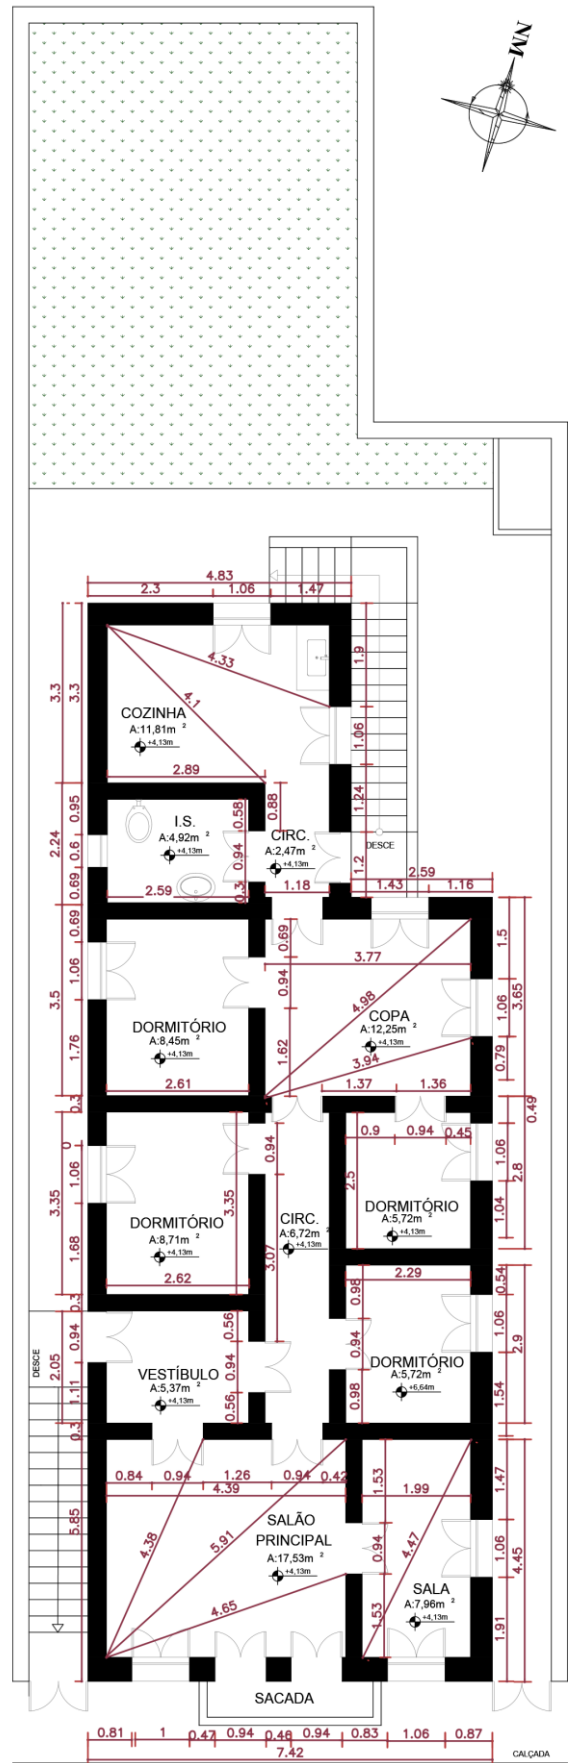 NM
4.83
2.3
1.06
1.47
3.3
3.3
4.33
4.1
1.9
COZINHA
A:11,81m²
+4,13m
1.06
2.89
0.95
2.24
0.6
0.69
I.S.
A:4,92m²
+4,13m
0.58
0.94
0.3
0.88
1.24
CIRC.
A:2,47m²
+4,13m
1.2
DESCE
2.59
1.18
2.59
1.43
1.16
0.69
1.06
3.5
1.76
0.69
3.77
0.94
4.98
1.5
3.65
1.06
DORMITÓRIO
A:8,45m²
+4,13m
COPA
A:12,25m²
+4,13m
1.62
3.94
0.79
2.61
1.37
1.36
0.3
0.49
0
1.06
3.35
1.68
0.94
3.35
0.9
0.94
0.45
1.06
2.5
2.8
DORMITÓRIO
A:8,71m²
+4,13m
CIRC.
A:6,72m²
+4,13m
3.07
DORMITÓRIO
A:5,72m²
+4,13m
1.04
2.62
2.29
0.54
0.3
DESCE
0.94
2.05
1.11
0.56
0.94
0.56
0.98
0.94
0.98
1.06
2.9
1.54
VESTÍBULO
A:5,37m²
+4,13m
DORMITÓRIO
A:5,72m²
+6,64m
0.3
5.85
0.84
0.94
1.26
0.94
0.42
4.39
1.53
1.99
1.47
4.38
5.91
4.65
SALÃO
PRINCIPAL
A:17,53m²
+4,13m
0.94
4.47
1.06
4.45
1.53
SALA
A:7,96m²
+4,13m
1.91
SACADA
0.81
1
0.47
0.94
0.46
0.94
0.83
1.06
0.87
7.42
CALÇADA